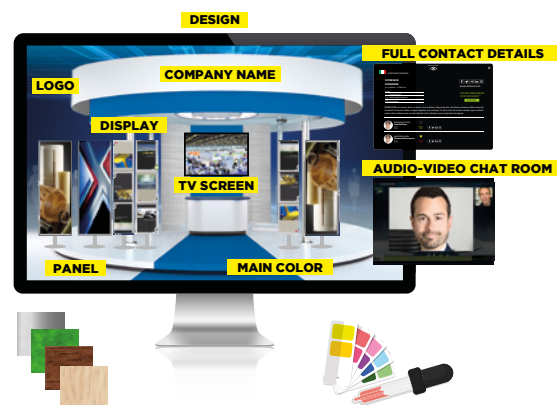 DESIGN
FULL CONTACT DETAILS
COMPANY NAME
LOGO
DISPLAY
AUDIO-VIDEO CHAT ROOM
TV SCREEN
PANEL
MAIN COLOR